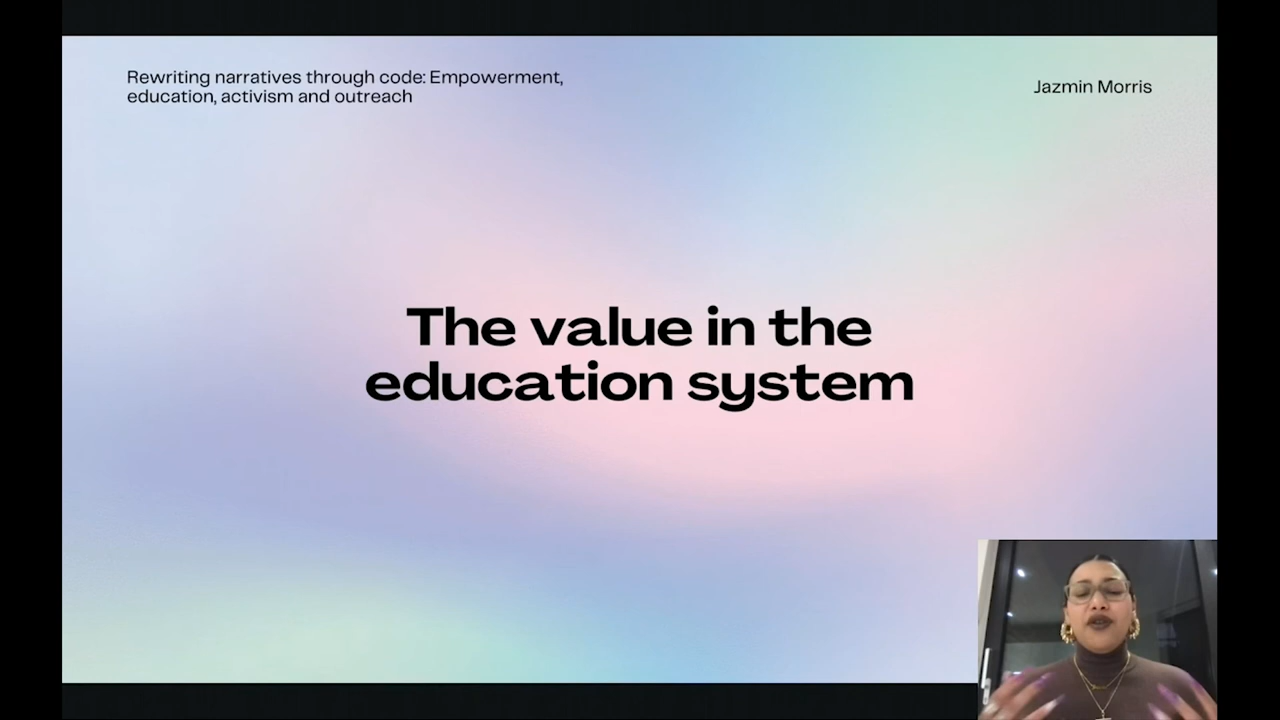 Rewriting narratives through code: Empowerment,
education, activism and outreach
Jazmin Morris
The value in the
education system